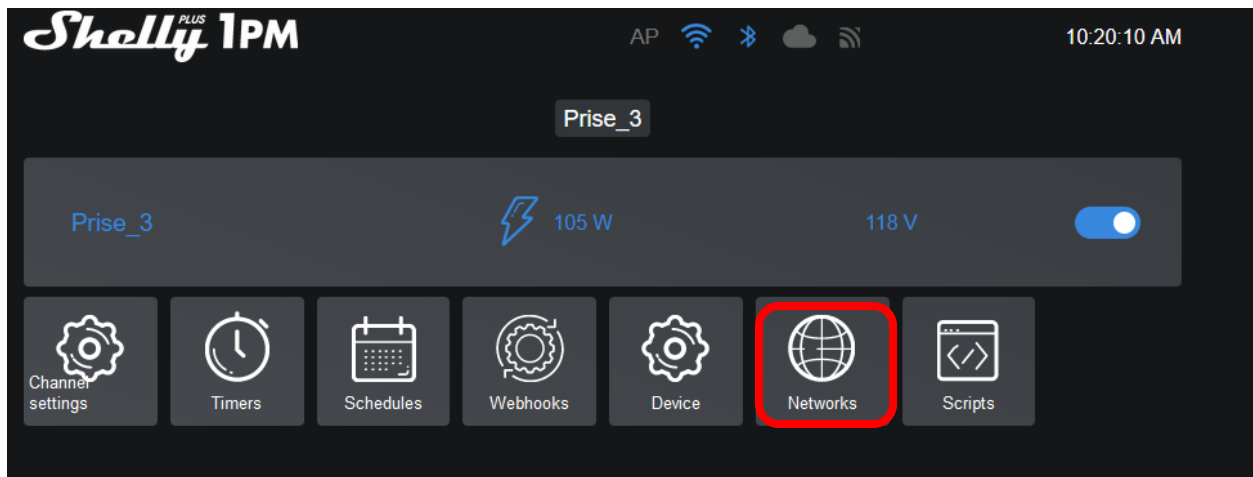 Shelly PLUS 1PM
AP
10:20:10 AM
Prise_3
Prise_3
105 W
118 V
Channel
settings
Timers
Schedules
Webhooks
Device
Networks
Scripts